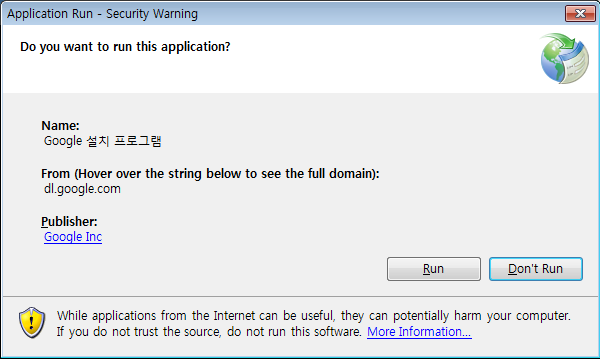 Application Run - Security Warning
Do you want to run this application?
Name:
Google 설치 프로그램
From (Hover over the string below to see the full domain):
dl.google.com
Publisher:
Google Inc
Run
Don't Run
While applications from the Internet can be useful, they can potentially harm your computer.
If you do not trust the source, do not run this software. More Information...